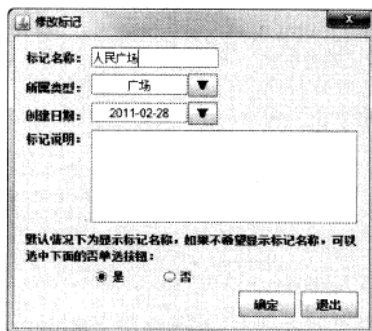 修改标记
标记名称： 人民广场
所属类型： 广场
创建日期： 2011-02-28
标记说明：
默认情况下为显示标记名称，如果不希望显示标记名称，可以
选中下面的否单选按钮：
是 否
确定 退出